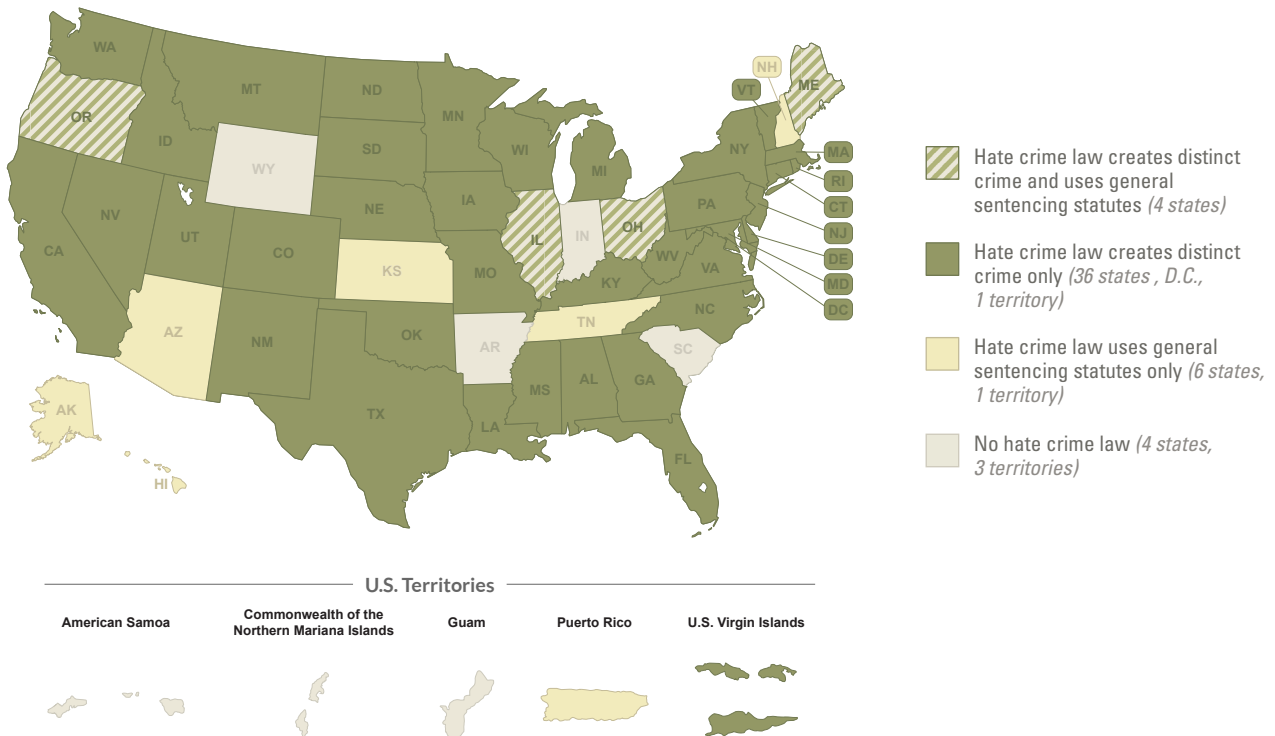 WA
OR
MT
ID
WY
ND
SD
NE
MN
WI
IA
MI
NY
VT
NH
ME
MA
RI
CT
NJ
DE
MD
DC
PA
NV
CA
UT
CO
KS
MO
IL
IN
OH
WV
VA
KY
NC
TN
SC
AZ
NM
OK
AR
TX
LA
MS
AL
GA
FL
AK
HI
Hate crime law creates distinct
crime and uses general
sentencing statutes (4 states)
Hate crime law creates distinct
crime only (36 states , D.C.,
1 territory)
Hate crime law uses general
sentencing statutes only (6 states,
1 territory)
No hate crime law (4 states,
3 territories)
U.S. Territories
American Samoa
Commonwealth of the
Northern Mariana Islands
Guam
Puerto Rico
U.S. Virgin Islands